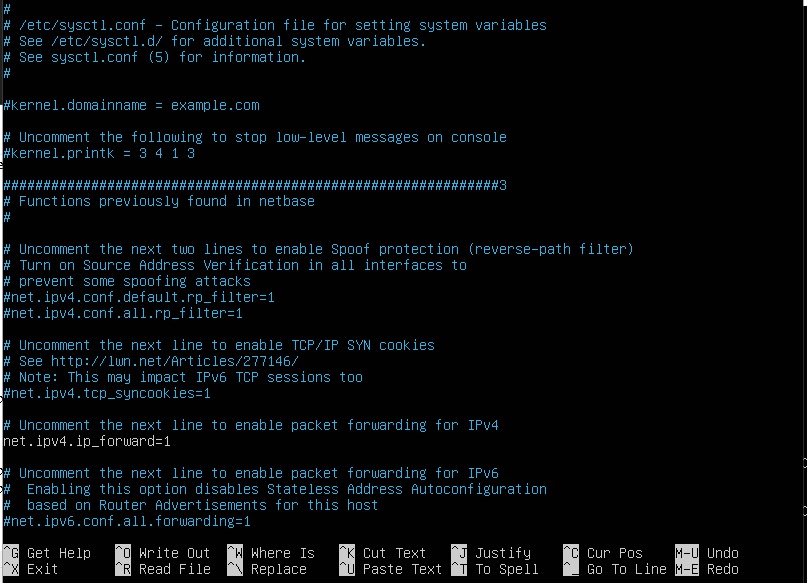 #
# /etc/sysctl.conf - Configuration file for setting system variables
# See /etc/sysctl.d/ for additional system variables.
# See sysctl.conf (5) for information.
#
#kernel.domainname = example.com
# Uncomment the following to stop low-level messages on console
#kernel.printk = 3 4 1 3
##############################################################3
# Functions previously found in netbase
#
# Uncomment the next two lines to enable Spoof protection (reverse-path filter)
# Turn on Source Address Verification in all interfaces to
# prevent some spoofing attacks
#net.ipv4.conf.default.rp_filter=1
#net.ipv4.conf.all.rp_filter=1
# Uncomment the next line to enable TCP/IP SYN cookies
# See http://lwn.net/Articles/277146/
# Note: This may impact IPv6 TCP sessions too
#net.ipv4.tcp_syncookies=1
# Uncomment the next line to enable packet forwarding for IPv4
net.ipv4.ip_forward=1
# Uncomment the next line to enable packet forwarding for IPv6
#  Enabling this option disables Stateless Address Autoconfiguration
#  based on Router Advertisements for this host
#net.ipv6.conf.all.forwarding=1
^G Get Help ^O Write Out ^W Where Is ^K Cut Text ^J Justify ^C Cur Pos M-U Undo
^X Exit ^R Read File ^\ Replace ^U Paste Text ^T To Spell ^_ Go To Line M-E Redo